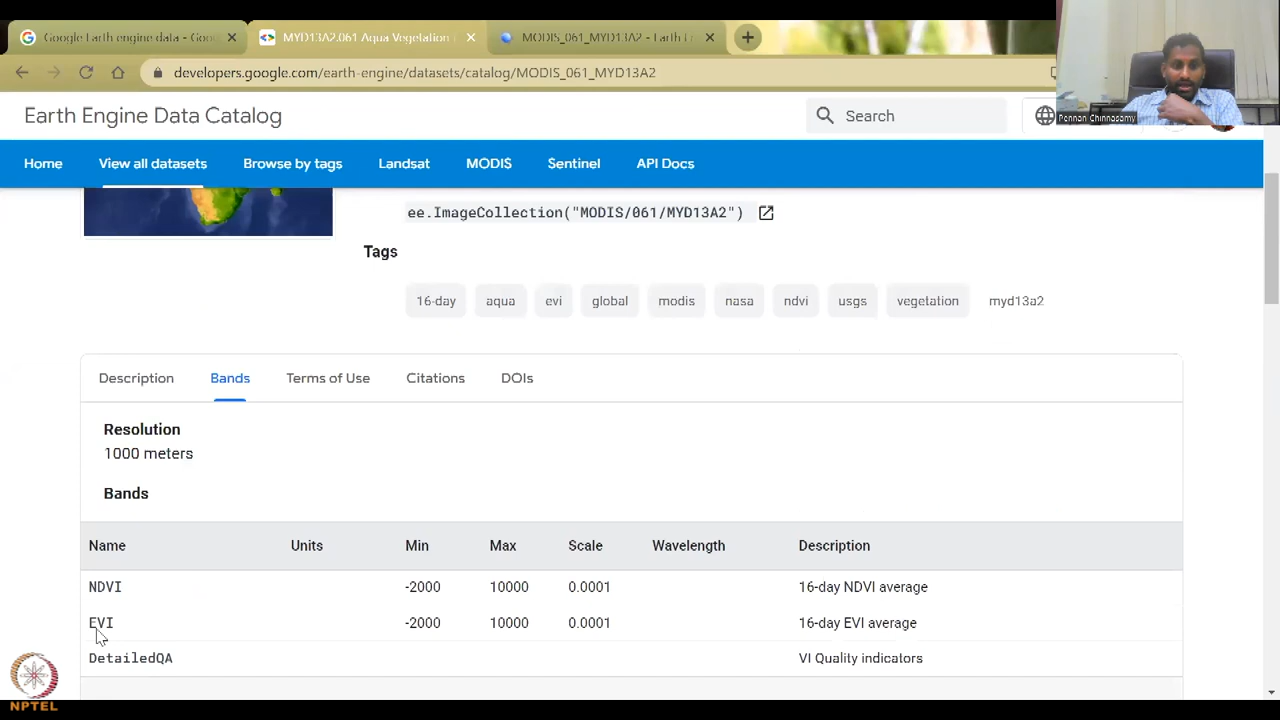 Google Earth engine data - Goo
MYD13A2.061 Aqua Vegetation
MODIS_061_MYD13A2 - Earth
developers.google.com/earth-engine/datasets/catalog/MODIS_061_MYD13A2
Pennan Chinnasamy
Earth Engine Data Catalog
Search
Home View all datasets Browse by tags Landsat MODIS Sentinel API Docs
ee.ImageCollection("MODIS/061/MYD13A2")
Tags
16-day aqua evi global modis nasa ndvi usgs vegetation myd13a2
Description Bands Terms of Use Citations DOIs
Resolution
1000 meters
Bands
Name Units Min Max Scale Wavelength Description
NDVI -2000 10000 0.0001 16-day NDVI average
EVI -2000 10000 0.0001 16-day EVI average
DetailedQA VI Quality indicators
NPTEL